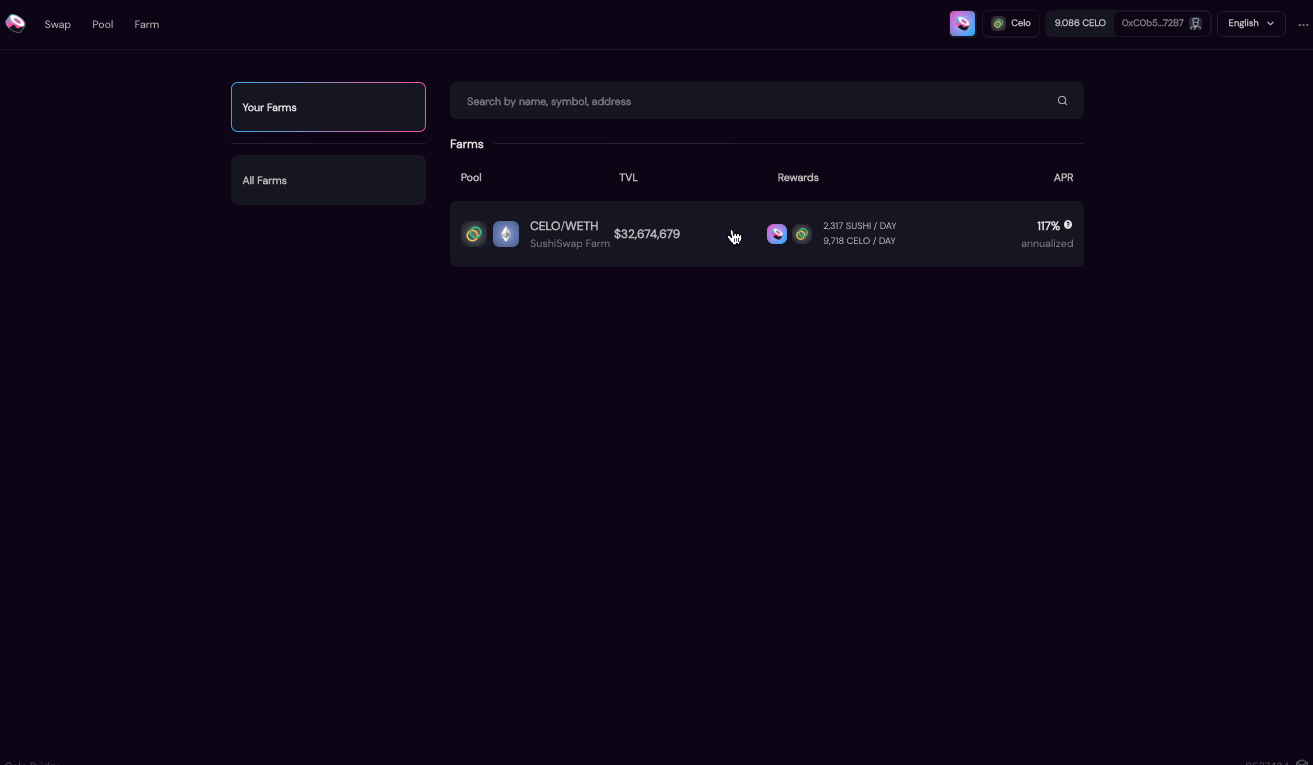 Swap Pool Farm Celo 9.086 CELO 0xC0b5...72B7 English
Your Farms
Search by name, symbol, address
Farms
Pool TVL Rewards APR
All Farms
CELO/WETH
SushiSwap Farm
$32,674,679
2,317 SUSHI / DAY
9,718 CELO / DAY
117%
annualized